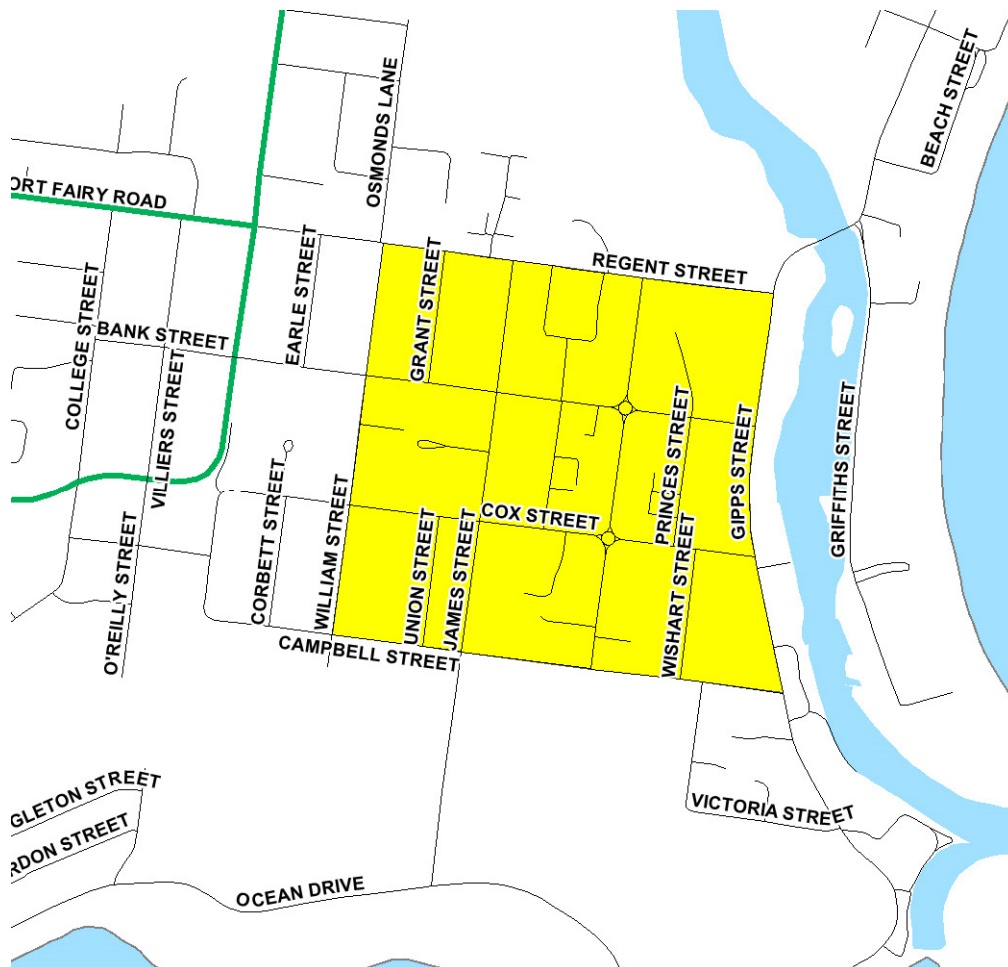 BEACH STREET
OSMONDS LANE
ORT FAIRY ROAD
EARLE STREET
GRANT STREET
REGENT STREET
COLLEGE STREET
BANK STREET
VILLIERS STREET
PRINCES STREET
GIPPS STREET
GRIFFITHS STREET
CORBETT STREET
WILLIAM STREET
COX STREET
O'REILLY STREET
UNION STREET
JAMES STREET
WISHART STREET
CAMPBELL STREET
GLETON STREET
RDON STREET
VICTORIA STREET
OCEAN DRIVE